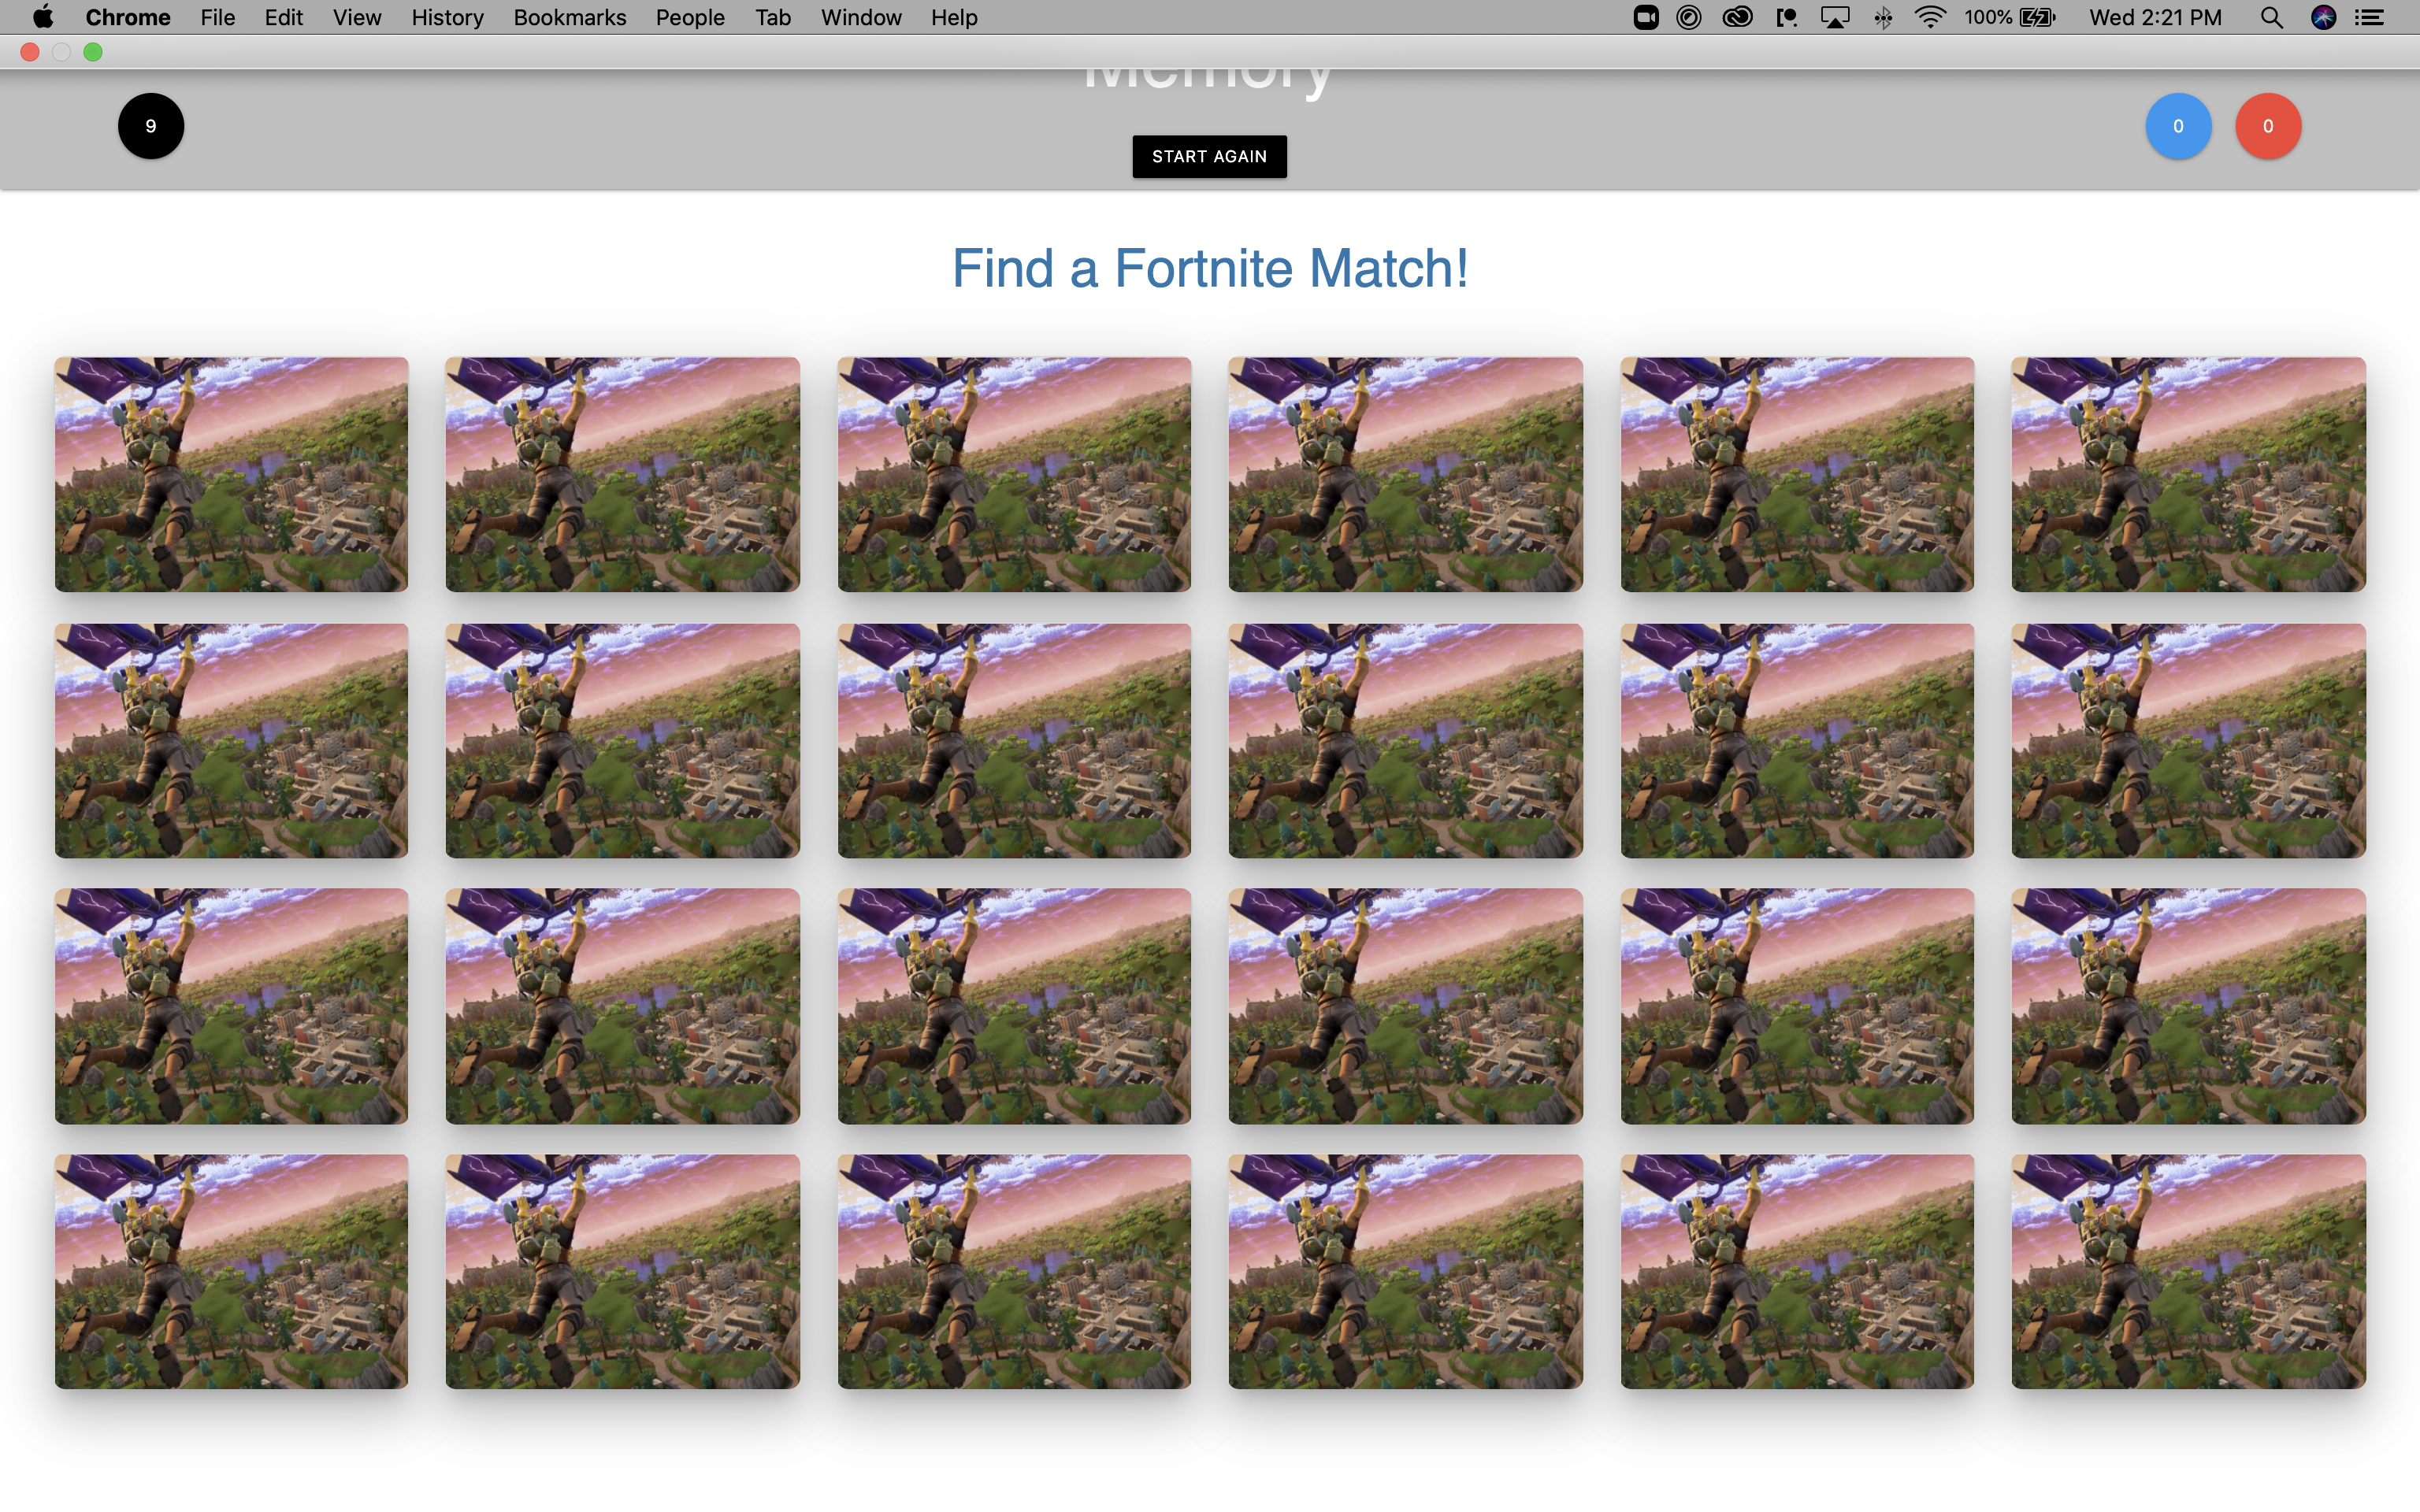 Chrome File Edit View History Bookmarks People Tab Window Help 100% Wed 2:21 PM
Memory
9 0 0
START AGAIN
Find a Fortnite Match!